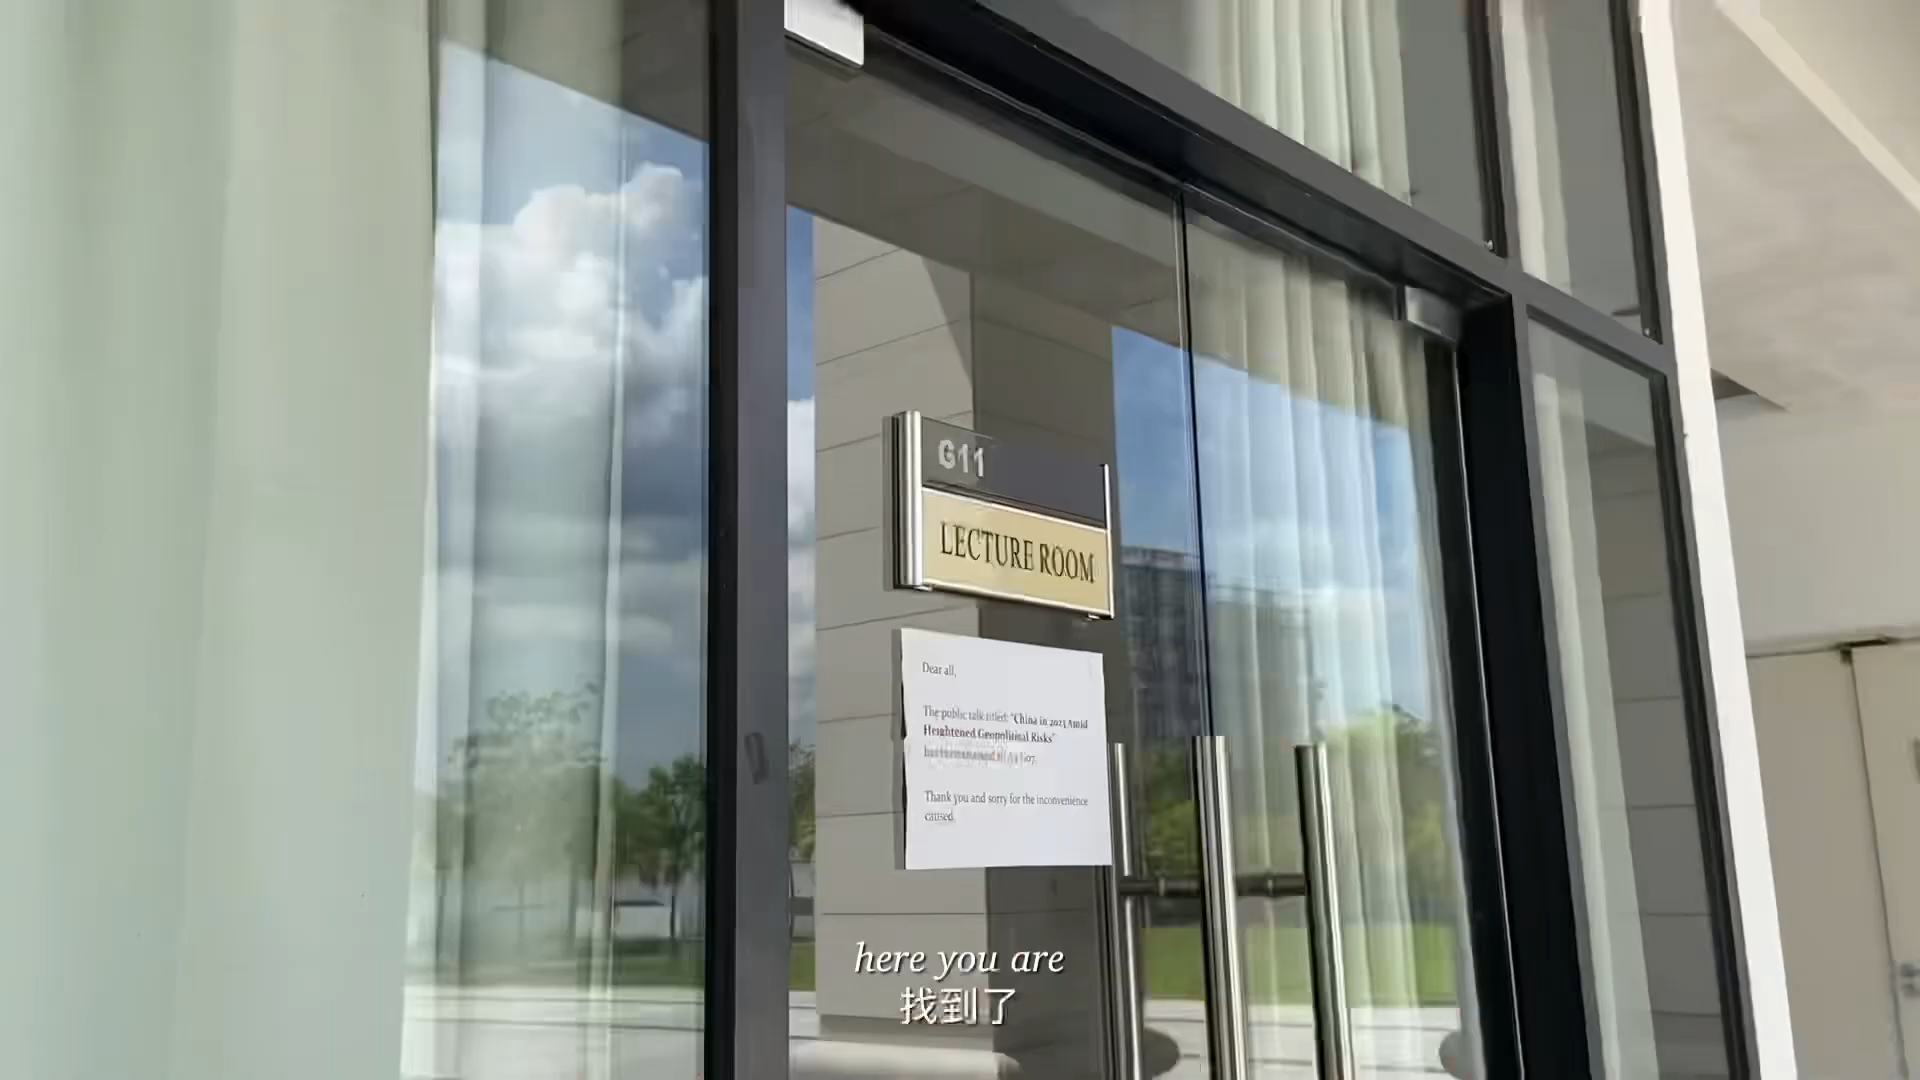 G11
LECTURE ROOM
Dear all,
The public talk titled: "China in 2023 Amid
Heightened Geopolitical Risks"
Thank you and sorry for the inconvenience
caused.
here you are
找到了